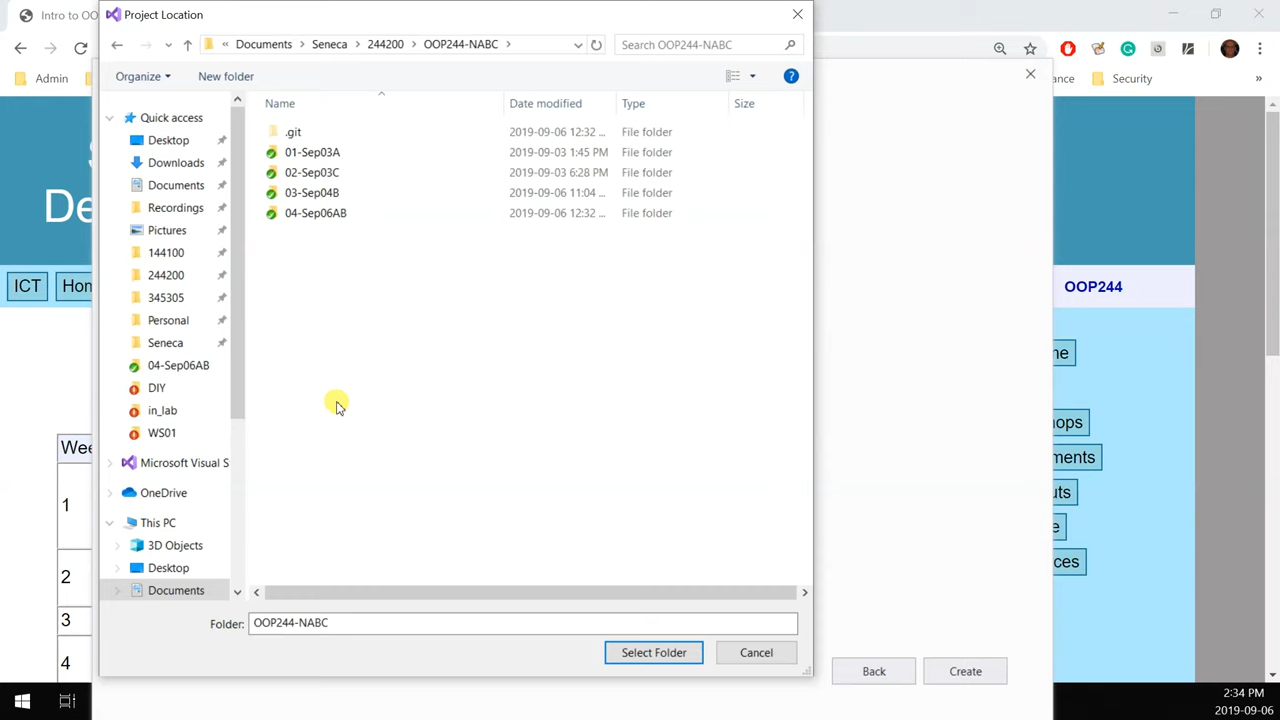 Intro to OO
Project Location
Documents > Seneca > 244200 > OOP244-NABC >
Search OOP244-NABC
Admin
Organize
New folder
ance
Security
»
Name
Date modified
Type
Size
Quick access
Desktop
Downloads
Documents
Recordings
Pictures
144100
244200
345305
Personal
Seneca
04-Sep06AB
DIY
in_lab
WS01
Microsoft Visual S
OneDrive
This PC
3D Objects
Desktop
Documents
.git 2019-09-06 12:32 ... File folder
01-Sep03A 2019-09-03 1:45 PM File folder
02-Sep03C 2019-09-03 6:28 PM File folder
03-Sep04B 2019-09-06 11:04 ... File folder
04-Sep06AB 2019-09-06 12:32 ... File folder
De
ICT
Hom
OOP244
me
hops
ments
uts
e
ces
Wee
1
2
3
4
Folder: OOP244-NABC
Select Folder
Cancel
Back
Create
2:34 PM
2019-09-06